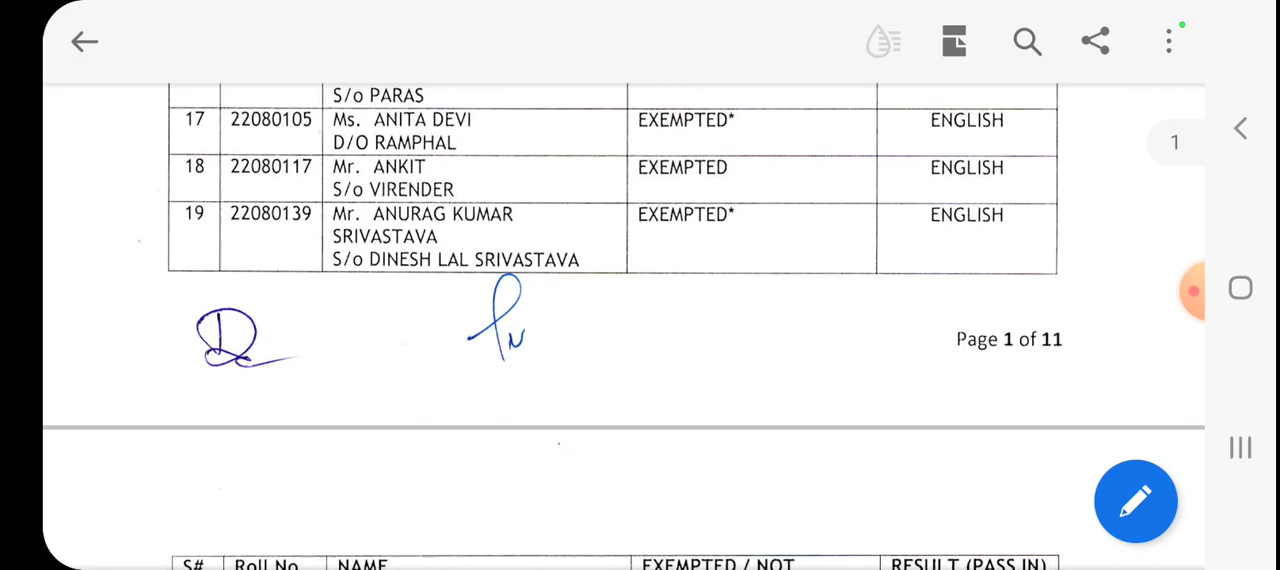 S/o PARAS
17 22080105 Ms. ANITA DEVI EXEMPTED* ENGLISH
D/O RAMPHAL
1
18 22080117 Mr. ANKIT EXEMPTED ENGLISH
S/o VIRENDER
19 22080139 Mr. ANURAG KUMAR EXEMPTED* ENGLISH
SRIVASTAVA
S/o DINESH LAL SRIVASTAVA
Page 1 of 11
S# Roll No NAME EXEMPTED / NOT RESULT (PASS IN)